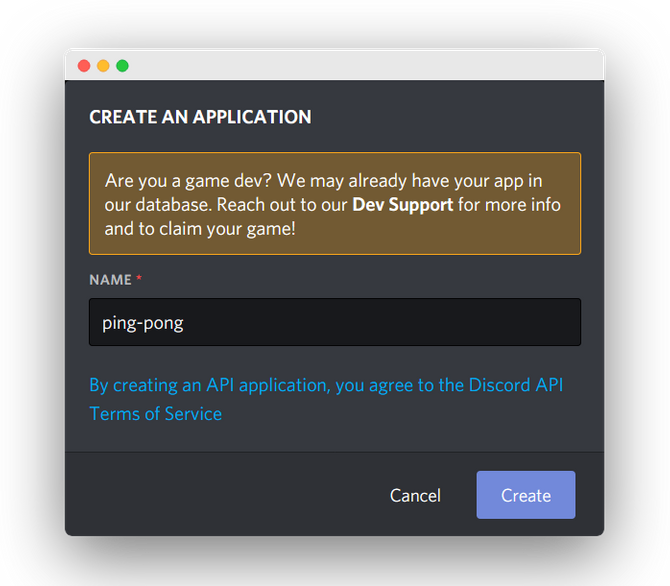 CREATE AN APPLICATION
Are you a game dev? We may already have your app in
our database. Reach out to our Dev Support for more info
and to claim your game!
NAME *
ping-pong
By creating an API application, you agree to the Discord API
Terms of Service
Cancel
Create